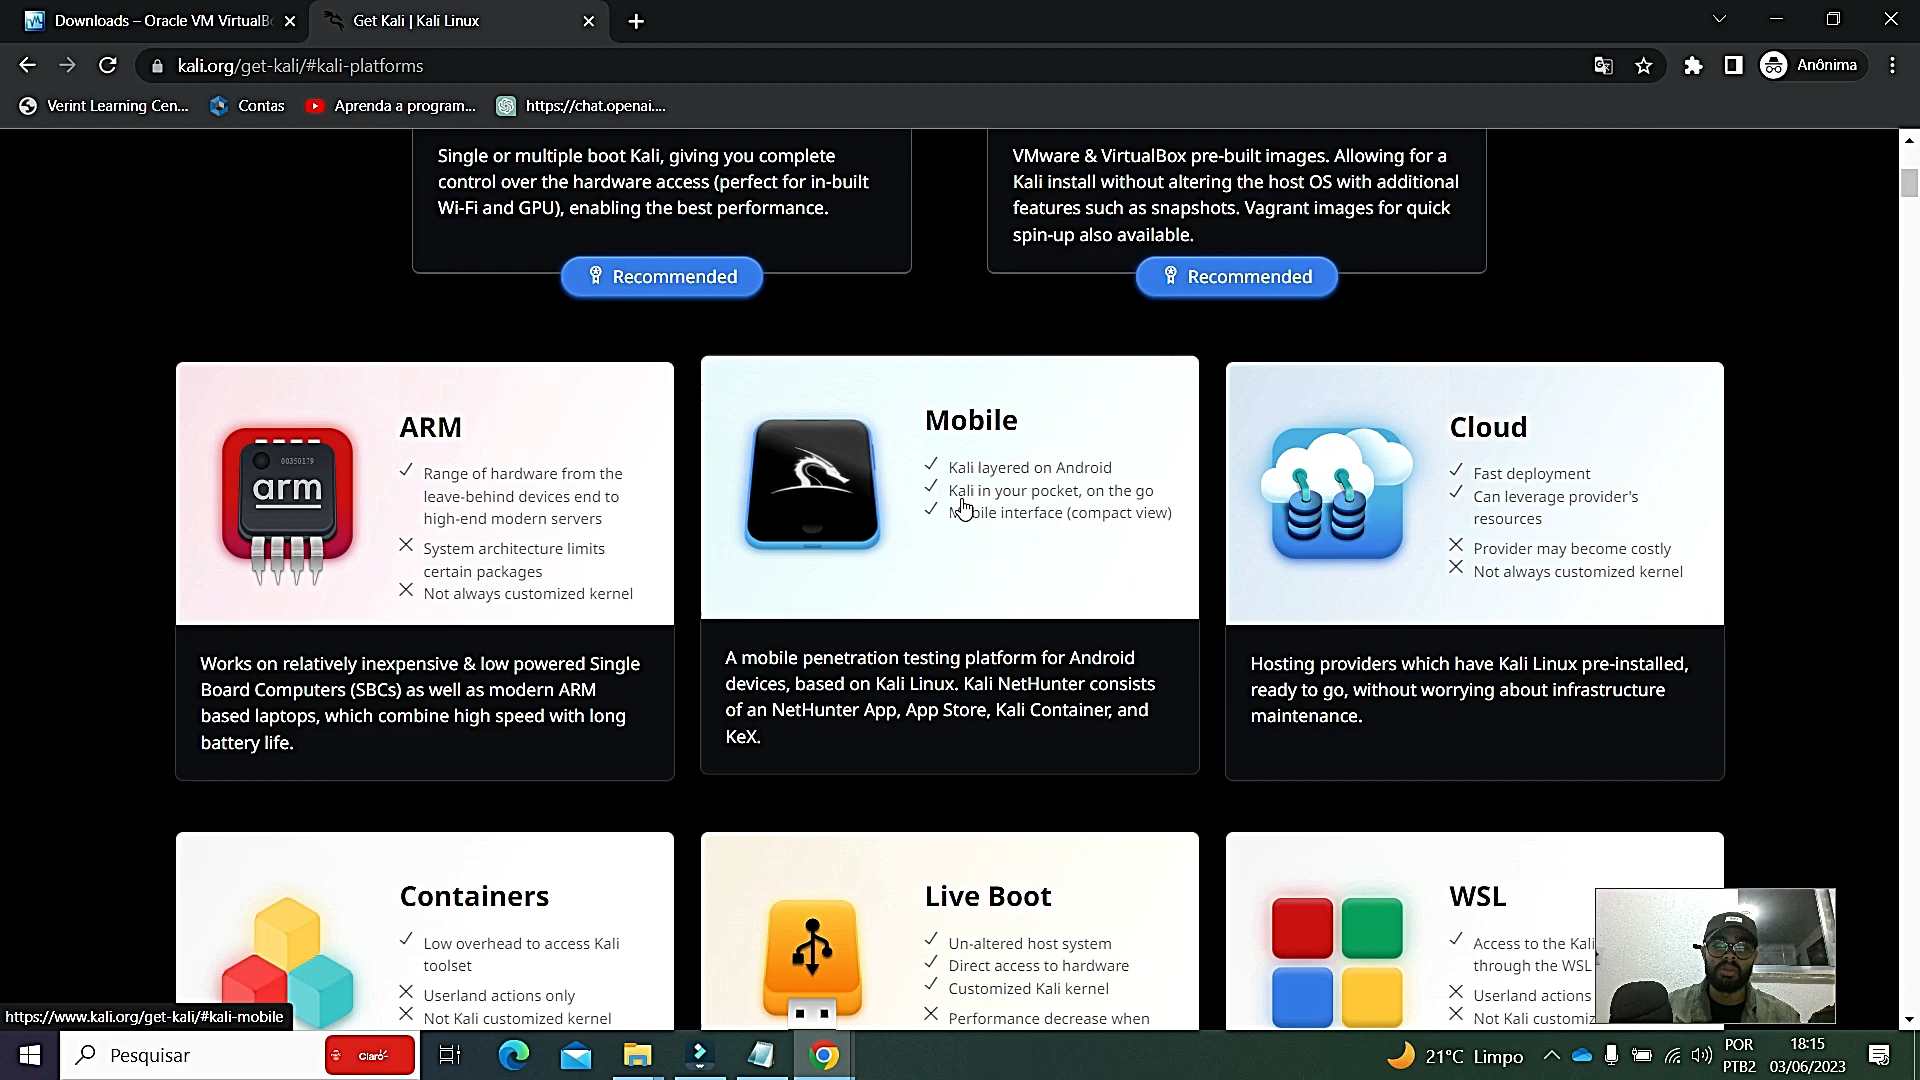 Downloads – Oracle VM VirtualB
Get Kali | Kali Linux
kali.org/get-kali/#kali-platforms
Anônima
Verint Learning Cen...
Contas
Aprenda a program...
https://chat.openai....
Single or multiple boot Kali, giving you complete
control over the hardware access (perfect for in-built
Wi-Fi and GPU), enabling the best performance.
Recommended
VMware & VirtualBox pre-built images. Allowing for a
Kali install without altering the host OS with additional
features such as snapshots. Vagrant images for quick
spin-up also available.
Recommended
00350179
arm
ARM
Range of hardware from the
leave-behind devices end to
high-end modern servers
System architecture limits
certain packages
Not always customized kernel
Works on relatively inexpensive & low powered Single
Board Computers (SBCs) as well as modern ARM
based laptops, which combine high speed with long
battery life.
Mobile
Kali layered on Android
Kali in your pocket, on the go
Mobile interface (compact view)
A mobile penetration testing platform for Android
devices, based on Kali Linux. Kali NetHunter consists
of an NetHunter App, App Store, Kali Container, and
KeX.
Cloud
Fast deployment
Can leverage provider's
resources
Provider may become costly
Not always customized kernel
Hosting providers which have Kali Linux pre-installed,
ready to go, without worrying about infrastructure
maintenance.
Containers
Low overhead to access Kali
toolset
Userland actions only
Not Kali customized kernel
Live Boot
Un-altered host system
Direct access to hardware
Customized Kali kernel
Performance decrease when
WSL
Access to the Kali
through the WSL
Userland actions
Not Kali customiz
https://www.kali.org/get-kali/#kali-mobile
Pesquisar
Claro
21°C Limpo
POR
PTB2
18:15
03/06/2023